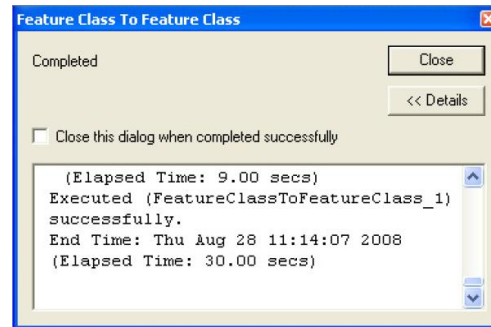 Feature Class To Feature Class
Completed
Close
<< Details
Close this dialog when completed successfully
(Elapsed Time: 9.00 secs)
Executed (FeatureClassToFeatureClass_1)
successfully.
End Time: Thu Aug 28 11:14:07 2008
(Elapsed Time: 30.00 secs)